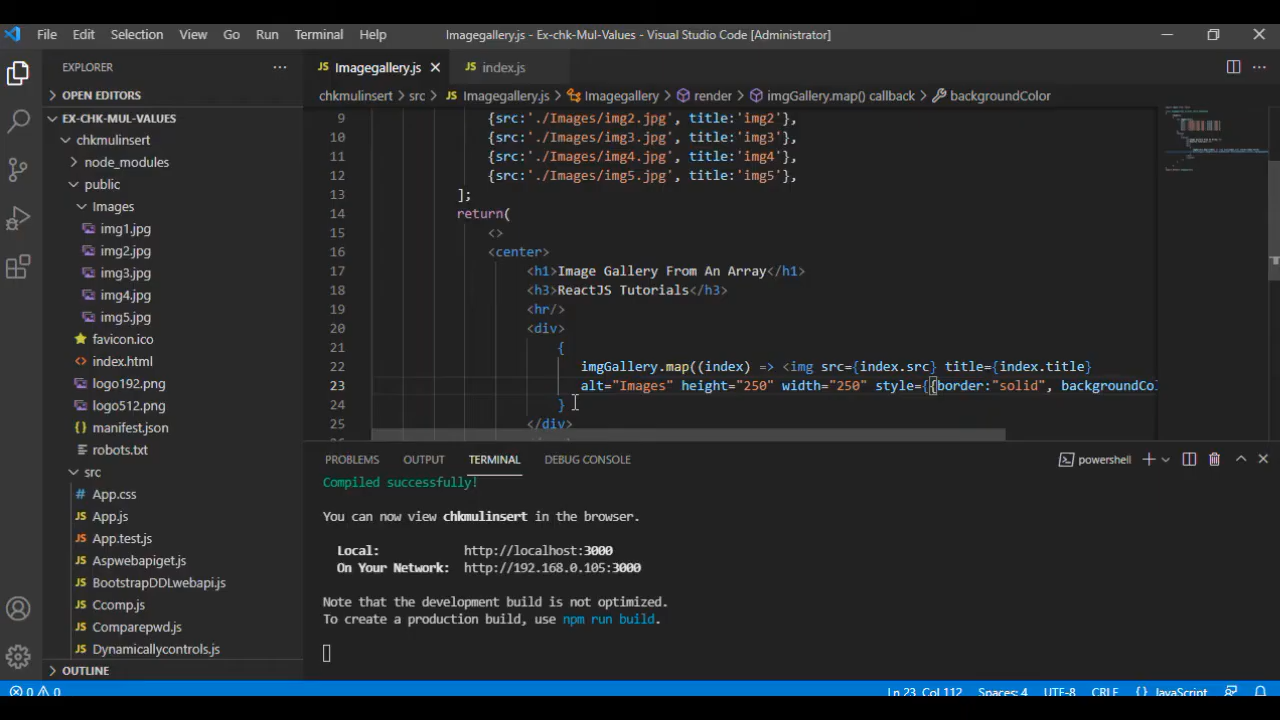 File Edit Selection View Go Run Terminal Help Imagegallery.js - Ex-chk-Mul-Values - Visual Studio Code [Administrator]
EXPLORER
OPEN EDITORS
EX-CHK-MUL-VALUES
chkmulinsert
node_modules
public
Images
img1.jpg
img2.jpg
img3.jpg
img4.jpg
img5.jpg
favicon.ico
index.html
logo192.png
logo512.png
manifest.json
robots.txt
src
App.css
App.js
App.test.js
Aspwebapiget.js
BootstrapDDLwebapi.js
Ccomp.js
Comparepwd.js
Dynamicallycontrols.js
OUTLINE
JS Imagegallery.js JS index.js
chkmulinsert > src > JS Imagegallery.js > Imagegallery > render > imgGallery.map() callback > backgroundColor
9 {src:'./Images/img2.jpg', title:'img2'},
10 {src:'./Images/img3.jpg', title:'img3'},
11 {src:'./Images/img4.jpg', title:'img4'},
12 {src:'./Images/img5.jpg', title:'img5'},
13 ];
14 return(
15 <>
16 <center>
17 <h1>Image Gallery From An Array</h1>
18 <h3>ReactJS Tutorials</h3>
19 <hr/>
20 <div>
21 {
22 imgGallery.map((index) => <img src={index.src} title={index.title}
23 alt="Images" height="250" width="250" style={{border:"solid", backgroundCo
24 }
25 </div>
PROBLEMS OUTPUT TERMINAL DEBUG CONSOLE powershell
Compiled successfully!
You can now view chkmulinsert in the browser.
Local: http://localhost:3000
On Your Network: http://192.168.0.105:3000
Note that the development build is not optimized.
To create a production build, use npm run build.
0 0 Ln 23, Col 112 Spaces: 4 UTF-8 CRLF {} JavaScript